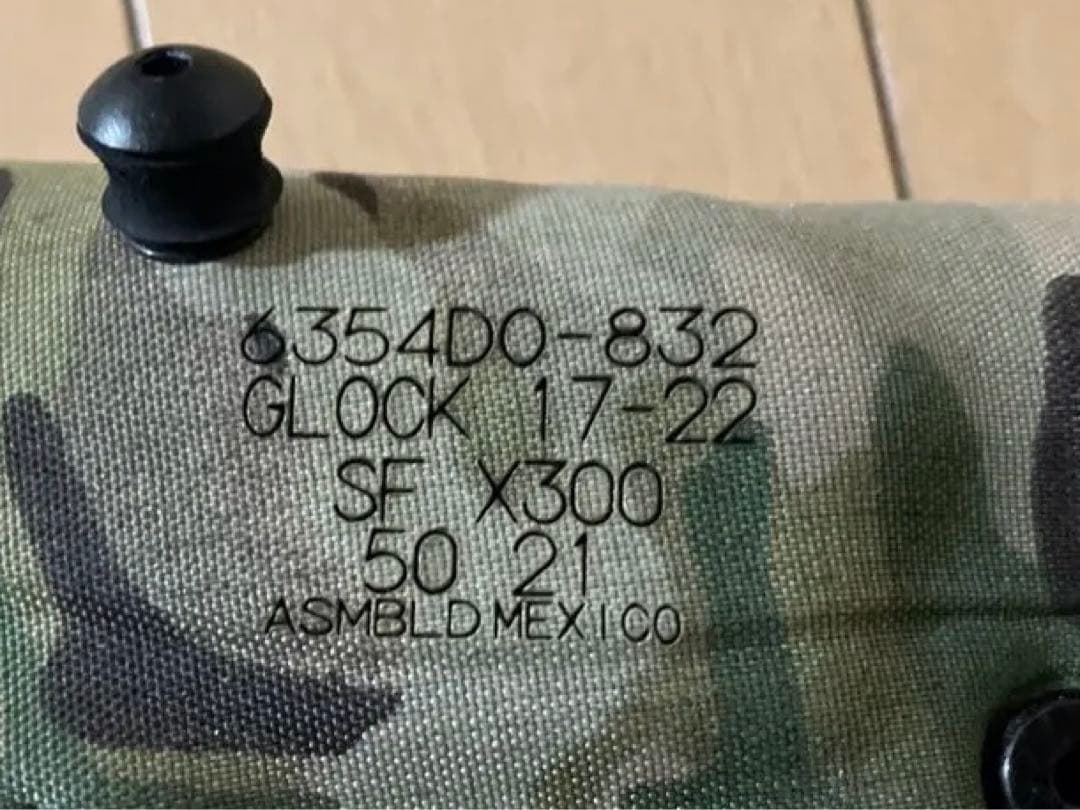 6354DO-832
GLOCK 17-22
SF X300
50 21
ASMBLD MEXICO